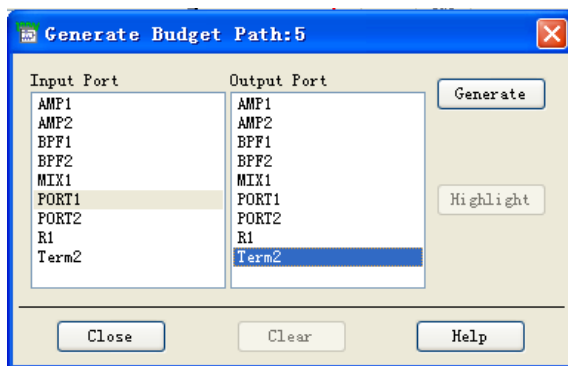 Generate Budget Path:5
Input Port Output Port
Generate
AMP1 AMP1
AMP2 AMP2
BPF1 BPF1
BPF2 BPF2
MIX1 MIX1
PORT1 PORT1
Highlight
PORT2 PORT2
R1 R1
Term2 Term2
Close Clear Help